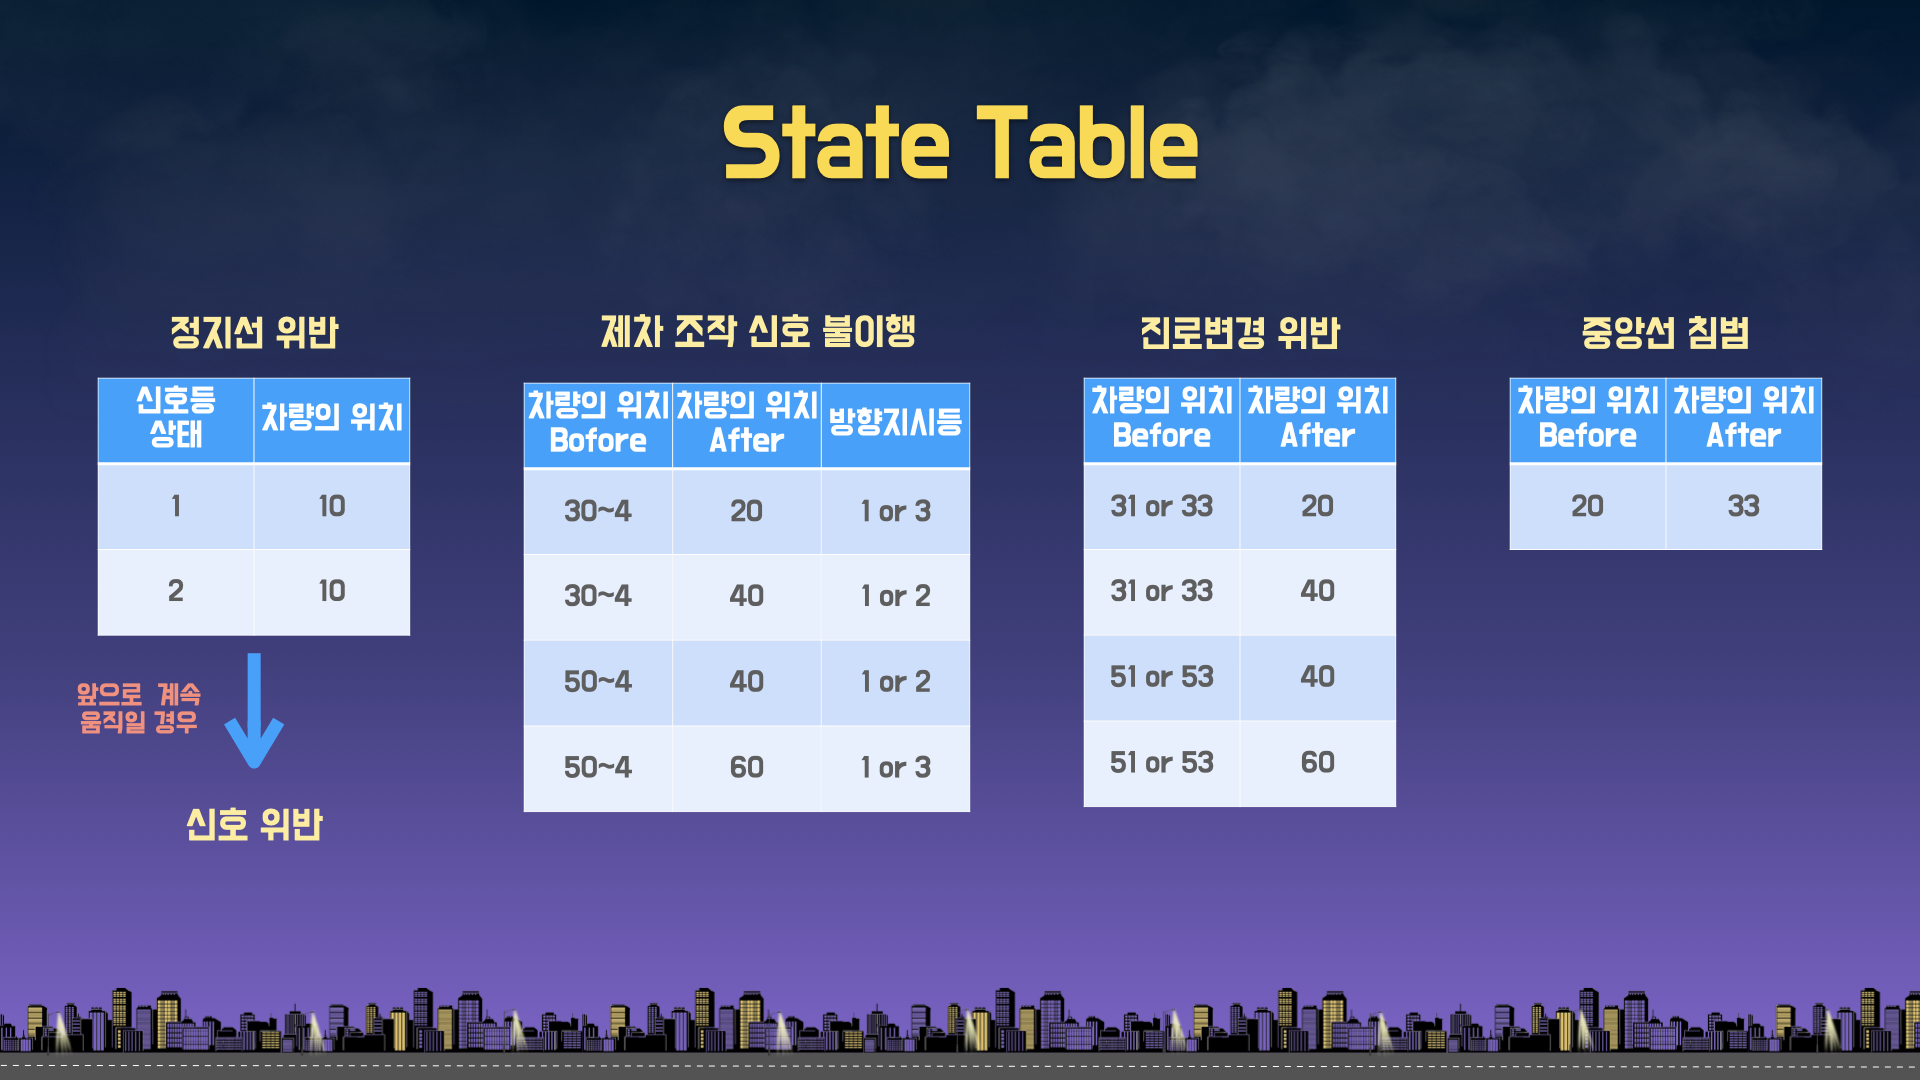 State Table
정지선 위반
신호등
상태
차량의 위치
1
10
2
10
앞으로 계속
움직일 경우
신호 위반
제차 조작 신호 불이행
차량의 위치
Bofore
차량의 위치
After
방향지시등
30~4
20
1 or 3
30~4
40
1 or 2
50~4
40
1 or 2
50~4
60
1 or 3
진로변경 위반
차량의 위치
Before
차량의 위치
After
31 or 33
20
31 or 33
40
51 or 53
40
51 or 53
60
중앙선 침범
차량의 위치
Before
차량의 위치
After
20
33